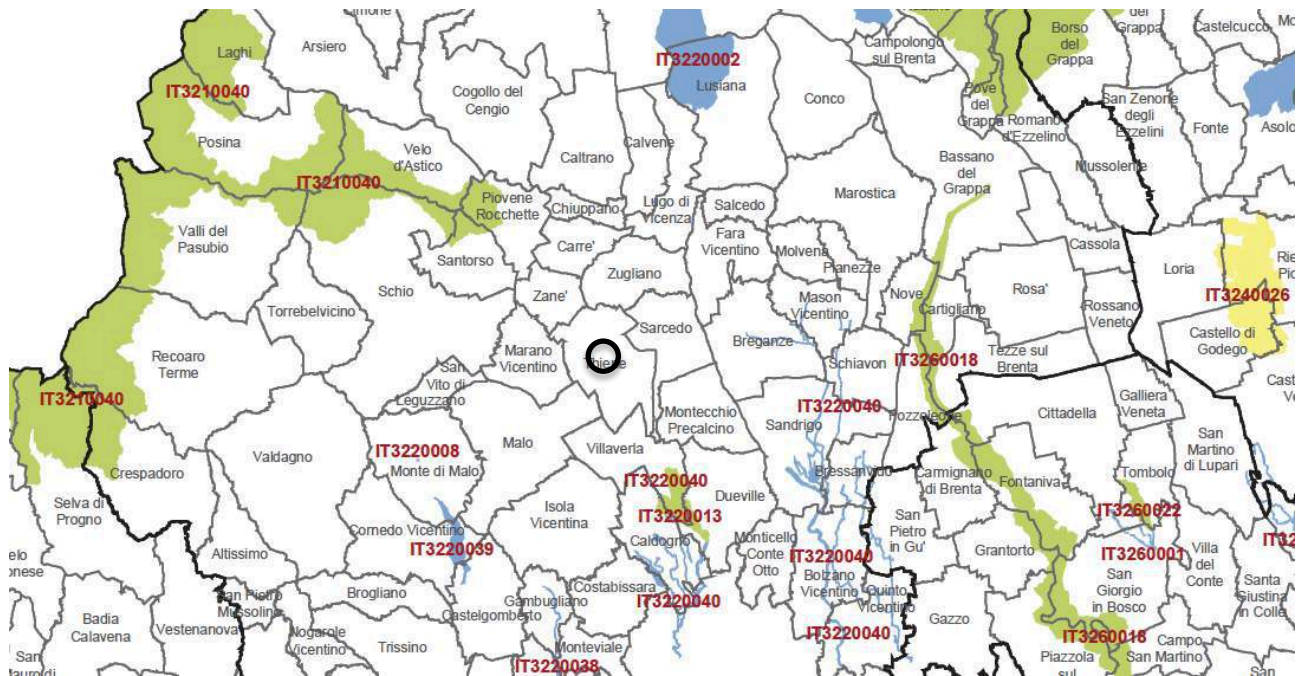 Simone
del
Grappa
Castelcucco
Laghi
Arsiero
Campolongo
sul Brenta
Borso
del
Grappa
IT3220002
Lusiana
IT3210040
Cogollo del
Cengio
Conco
Pove
del
Grappa
Romano
d'Ezzelino
San Zenone
degli
Ezzelini
Fonte
Asolo
Posina
Velo
d'Astico
Caltrano
Calvene
Bassano
del
Grappa
Mussolente
IT3210040
Piovene
Rocchette
Chiuppano
Lugo di
Vicenza
Salcedo
Marostica
Valli del
Pasubio
Carre'
Fara
Vicentino
Molvena
Pianezze
Cassola
Santorso
Zugliano
Loria
Schio
Zane'
Mason
Vicentino
Nove
Cartigliano
Rosa'
Rossano
Veneto
IT3240026
Torrebelvicino
Sarcedo
Breganze
Castello di
Godego
Recoaro
Terme
Marano
Vicentino
Thiene
Schiavon
IT3260018
Tezze sul
Brenta
San
Vito di
Leguzzano
IT3210040
Montecchio
Precalcino
IT3220040
Sandrigo
Pozzoleone
Cittadella
Galliera
Veneta
Valdagno
IT3220008
Monte di Malo
Malo
Villaverla
San
Martino
di Lupari
Crespadoro
IT3220040
Dueville
Bressanvido
Carmignano
di Brenta
Fontaniva
Tombolo
Selva di
Progno
Isola
Vicentina
IT3220013
IT3260022
Cornedo Vicentino
IT3220039
Caldogno
Monticello
Conte
Otto
San
Pietro
in Gu'
Altissimo
IT3220040
Bolzano
Vicentino
Grantorto
IT3260001
Villa
del
Conte
San Pietro
Mussolino
Brogliano
Castelgomberto
Gambugliano
Costabissara
IT3220040
Quinto
Vicentino
San
Giorgio
in Bosco
Santa
Giustina
in Colle
Badia
Calavena
Vestenanova
Nogarole
Vicentino
Trissino
Monteviale
IT3220038
IT3220040
Gazzo
IT3260018
Piazzola
sul
Campo
San Martino
San
San